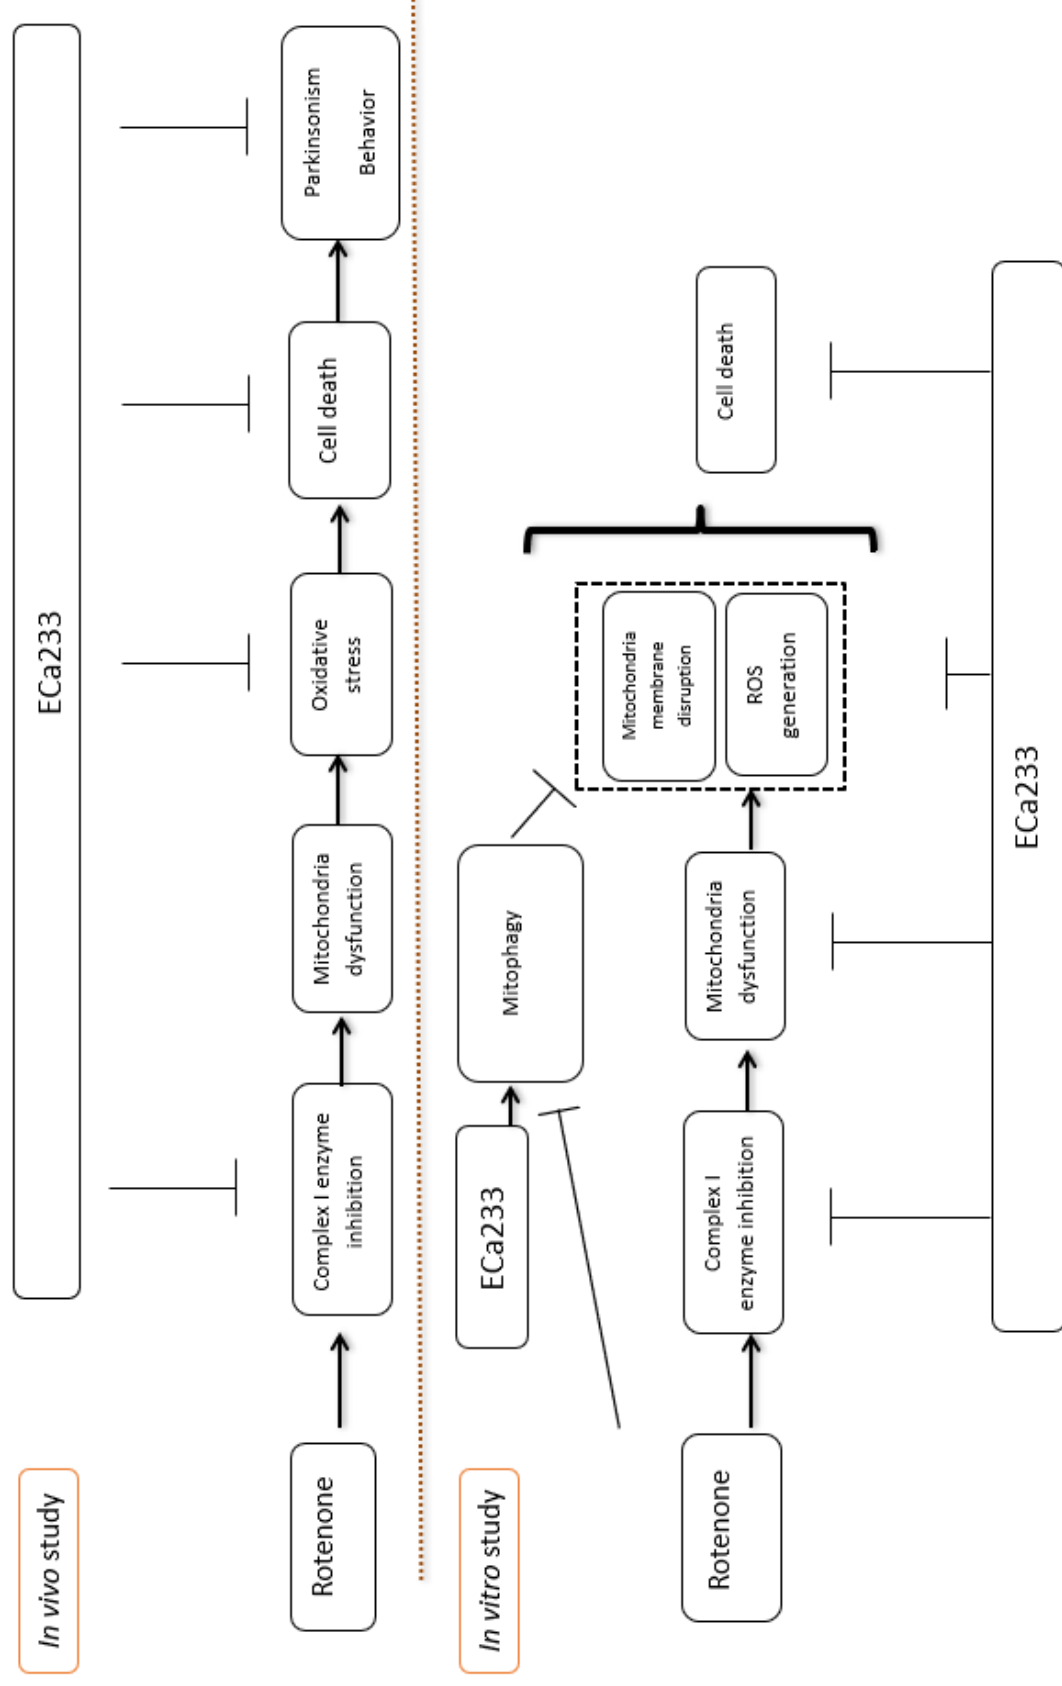 In vivo study
ECa233
Rotenone
Complex I enzyme
inhibition
Mitochondria
dysfunction
Oxidative
stress
Cell death
Parkinsonism
Behavior
In vitro study
ECa233
Mitophagy
Rotenone
Complex I
enzyme inhibition
Mitochondria
dysfunction
Mitochondria
membrane
disruption
ROS
generation
Cell death
ECa233